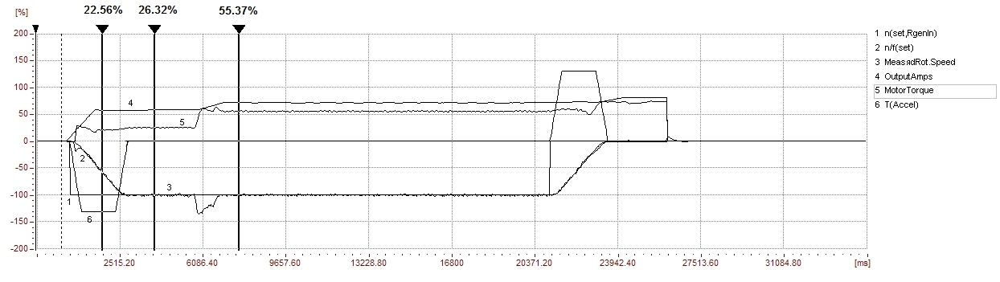 22.56% 26.32% 55.37%
[%]
200
150
100
50
0
-50
-100
-150
-200
4
5
2
3
1
6
2515.20 6086.40 9657.60 13228.80 16800 20371.20 23942.40 27513.60 31084.80 [ms]
1 n(set,RgenIn)
2 n/f(set)
3 MeasяdRot.Speed
4 OutputAmps
5 MotorTorque
6 T(Accel)